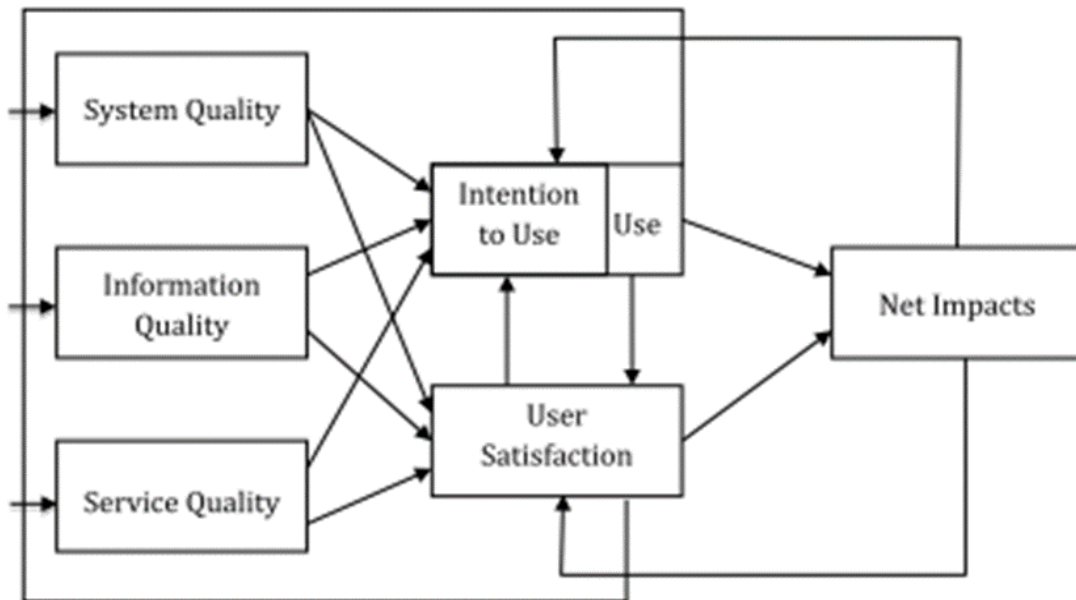 System Quality
Information
Quality
Service Quality
Intention
to Use
Use
User
Satisfaction
Net Impacts